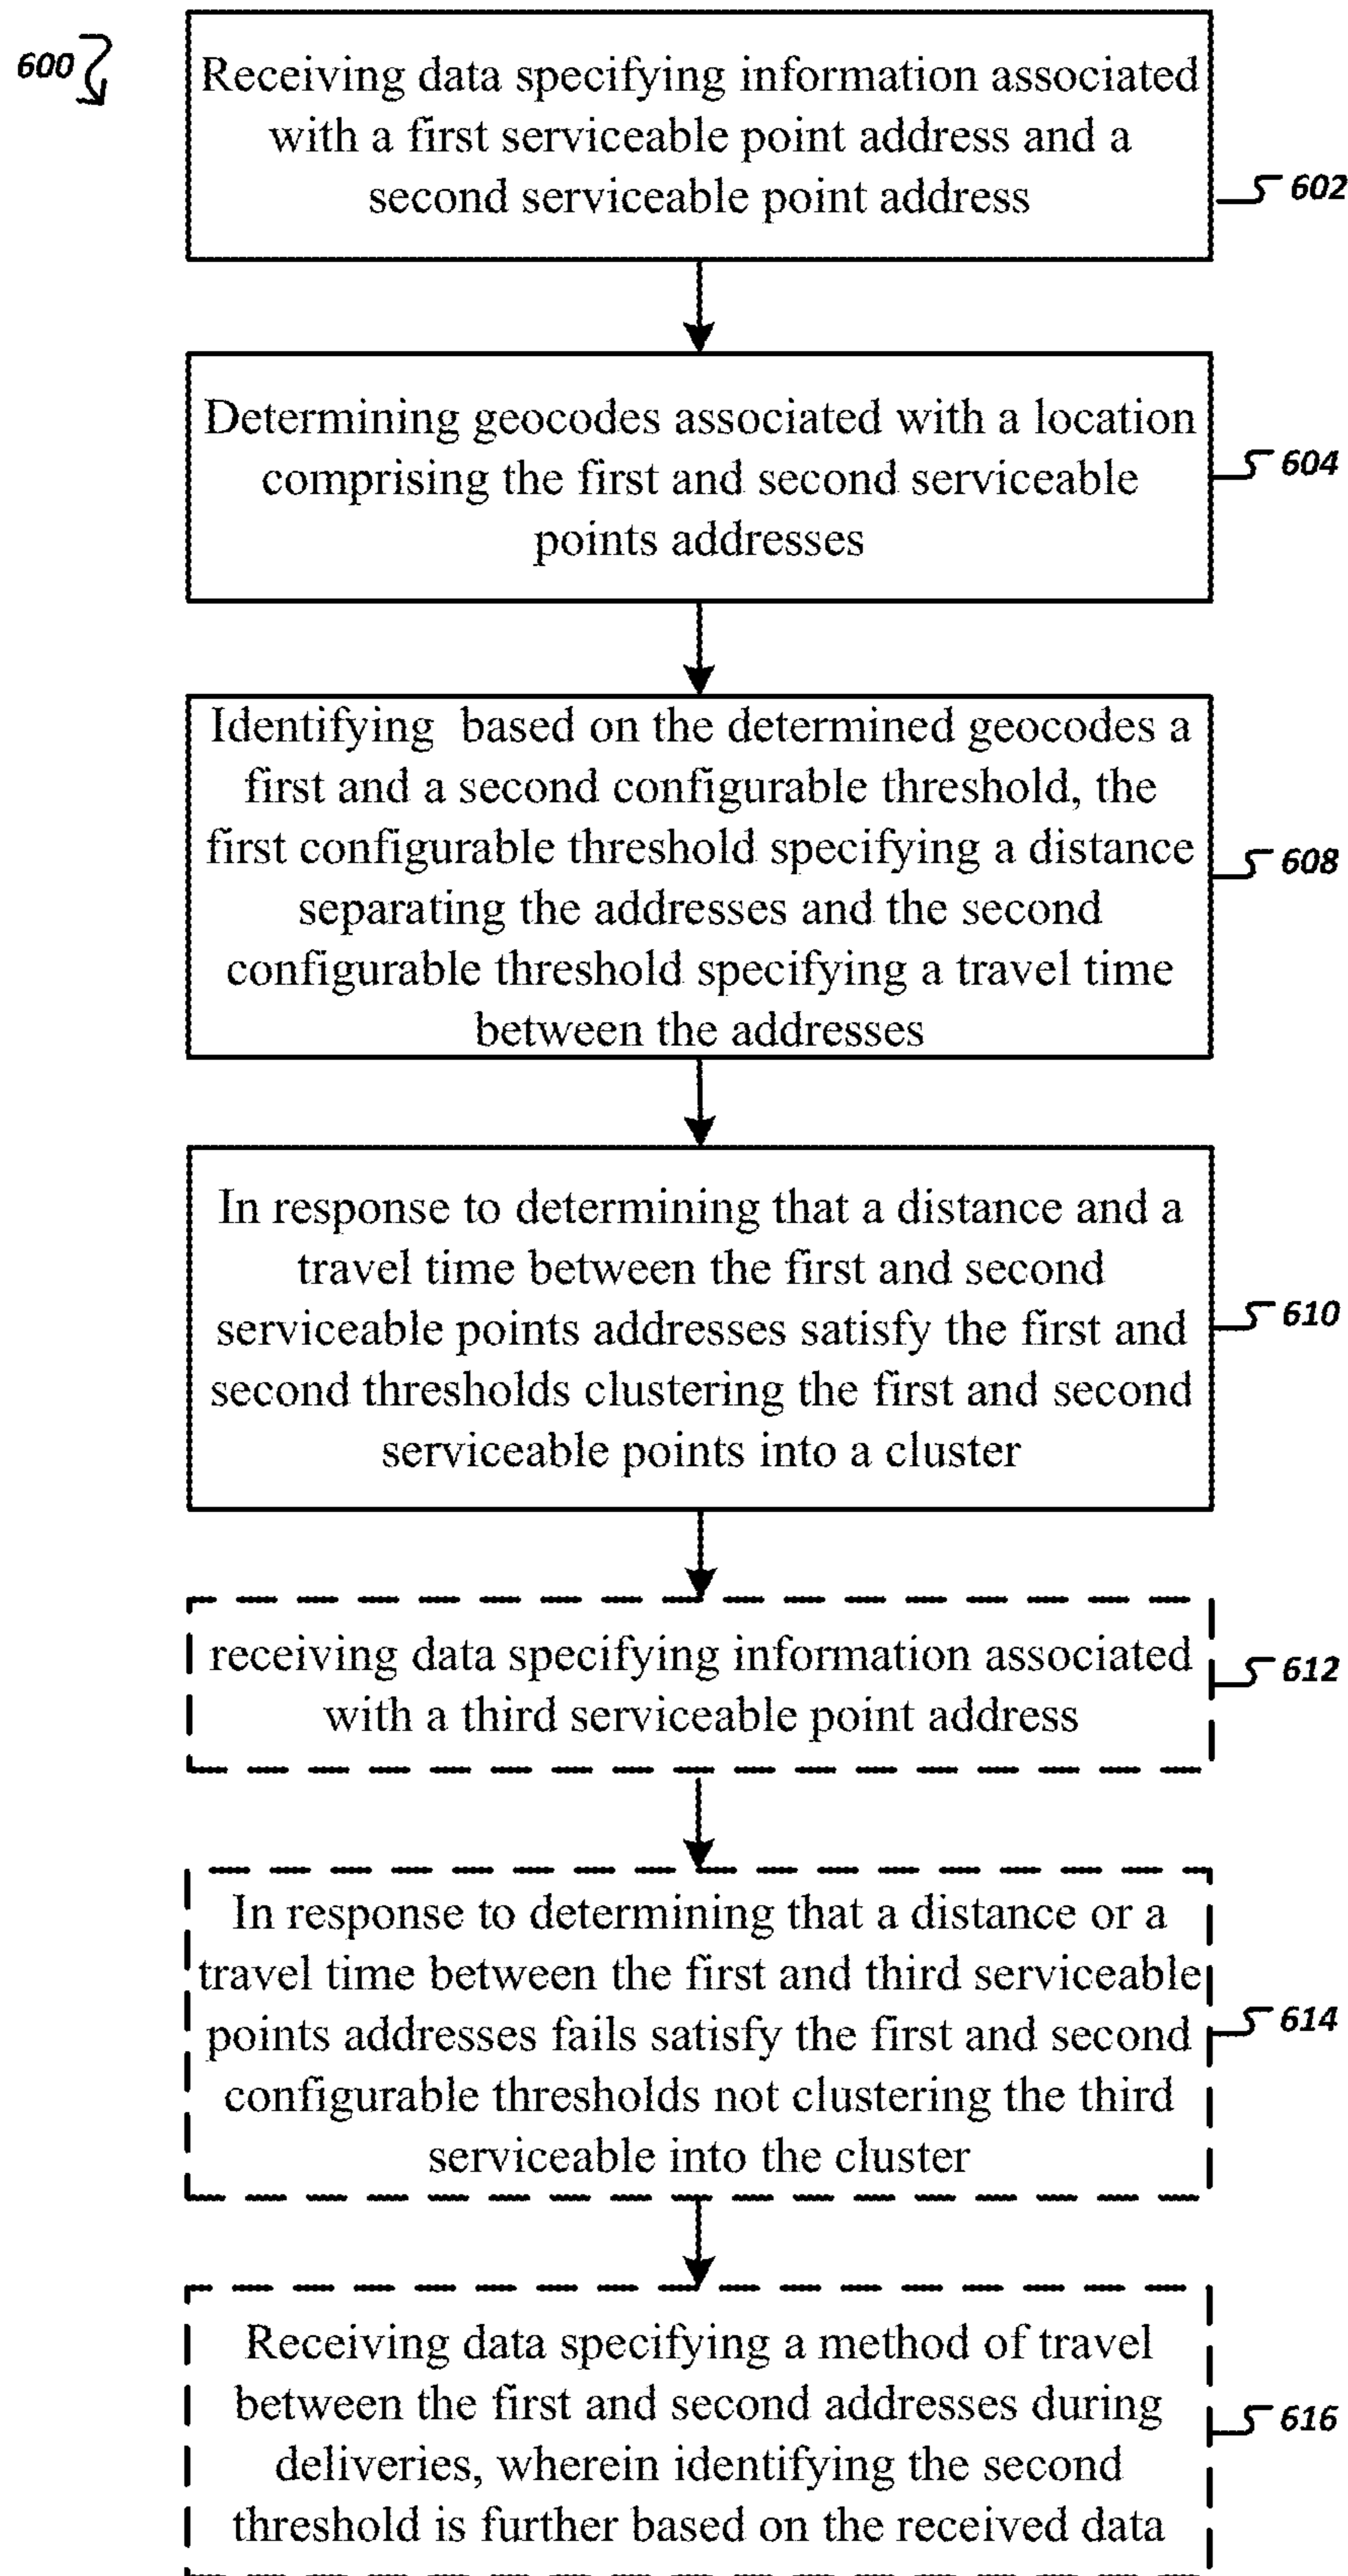 600
Receiving data specifying information associated
with a first serviceable point address and a
second serviceable point address
602
Determining geocodes associated with a location
comprising the first and second serviceable
points addresses
604
Identifying based on the determined geocodes a
first and a second configurable threshold, the
first configurable threshold specifying a distance
separating the addresses and the second
configurable threshold specifying a travel time
between the addresses
608
In response to determining that a distance and a
travel time between the first and second
serviceable points addresses satisfy the first and
second thresholds clustering the first and second
serviceable points into a cluster
610
receiving data specifying information associated
with a third serviceable point address
612
In response to determining that a distance or a
travel time between the first and third serviceable
points addresses fails satisfy the first and second
configurable thresholds not clustering the third
serviceable into the cluster
614
Receiving data specifying a method of travel
between the first and second addresses during
deliveries, wherein identifying the second
threshold is further based on the received data
616